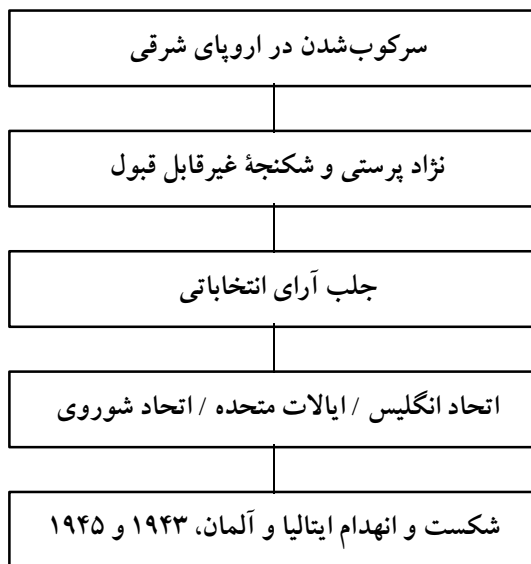 سرکوب‌شدن در اروپای شرقی
نژاد پرستی و شکنجهٔ غیرقابل قبول
جلب آرای انتخاباتی
اتحاد انگلیس / ایالات متحده / اتحاد شوروی
شکست و انهدام ایتالیا و آلمان، ۱۹۴۳ و ۱۹۴۵